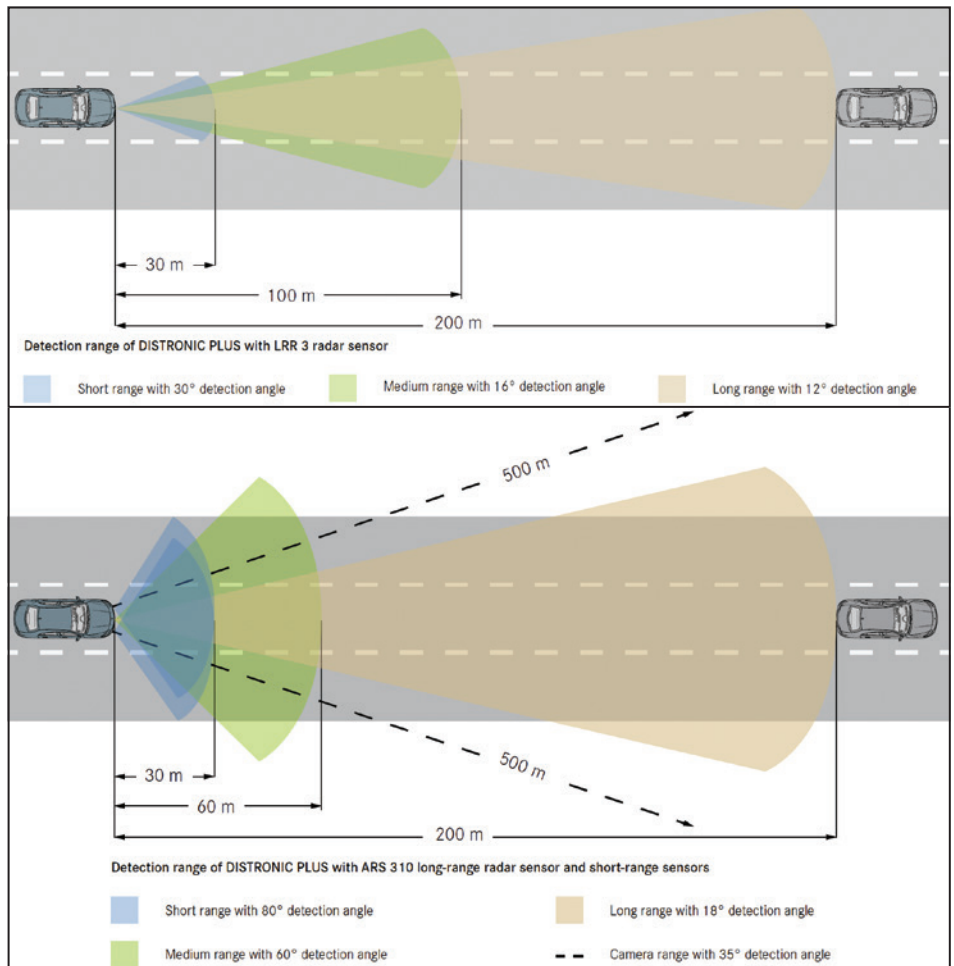 30 m
100 m
200 m
Detection range of DISTRONIC PLUS with LRR 3 radar sensor
Short range with 30° detection angle
Medium range with 16° detection angle
Long range with 12° detection angle
500 m
500 m
30 m
60 m
200 m
Detection range of DISTRONIC PLUS with ARS 310 long-range radar sensor and short-range sensors
Short range with 80° detection angle
Long range with 18° detection angle
Medium range with 60° detection angle
Camera range with 35° detection angle